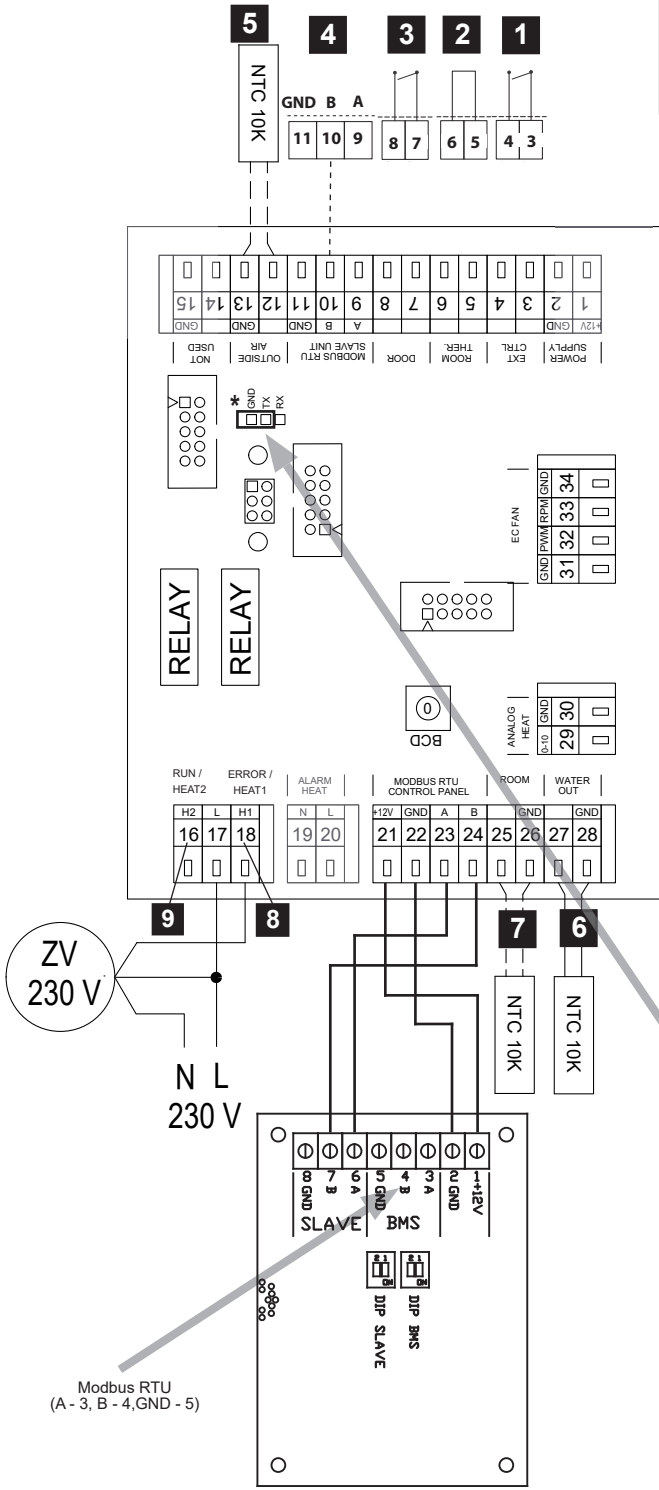 5 4 3 2 1
NTC 10K
GND B A
11 10 9 8 7 6 5 4 3
15 14 13 12 11 10 9 8 7 6 5 4 3 2 1
GND GND GND B A GND +12V
NOT USED
OUTSIDE AIR
MODBUS RTU SLAVE UNIT
DOOR
ROOM THER.
EXT CTRL
POWER SUPPLY
*
GND
TX
RX
EC FAN
GND PWM RPM GND
31 32 33 34
RELAY
RELAY
0
BCD
ANALOG HEAT
0-10 GND
29 30
RUN / HEAT2
ERROR / HEAT1
ALARM HEAT
MODBUS RTU CONTROL PANEL
ROOM
WATER OUT
H2 L H1 N L +12V GND A B GND GND
16 17 18 19 20 21 22 23 24 25 26 27 28
9 8 7 6
ZV
230 V
NTC 10K
NTC 10K
N L
230 V
8 GND
7 B
6 A
5 GND
4 B
3 A
2 GND
1 +12V
SLAVE BMS
2 1
ON
2 1
ON
DIP SLAVE
DIP BMS
Modbus RTU
(A - 3, B - 4,GND - 5)